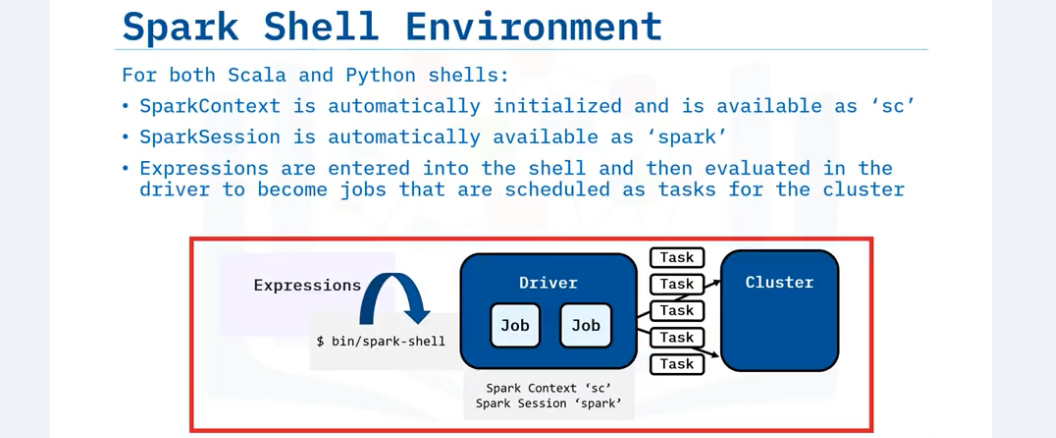 Spark Shell Environment
For both Scala and Python shells:
• SparkContext is automatically initialized and is available as ‘sc’
• SparkSession is automatically available as ‘spark’
• Expressions are entered into the shell and then evaluated in the
driver to become jobs that are scheduled as tasks for the cluster
Expressions
$ bin/spark-shell
Driver
Job
Job
Spark Context ‘sc’
Spark Session ‘spark’
Task
Task
Task
Task
Task
Cluster